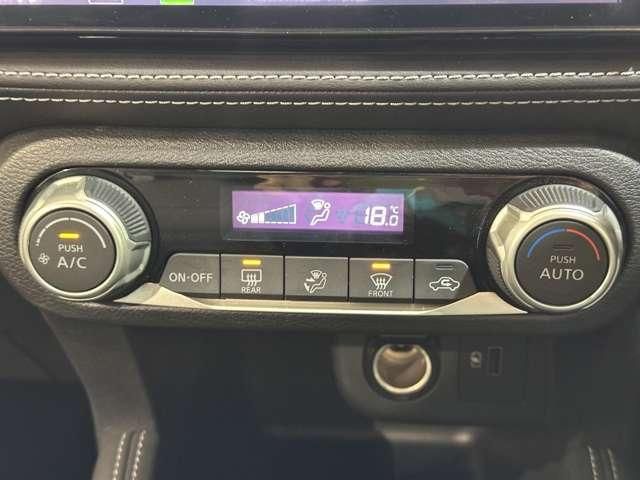 18.0 °C
PUSH
A/C
PUSH
AUTO
ON·OFF
REAR
FRONT